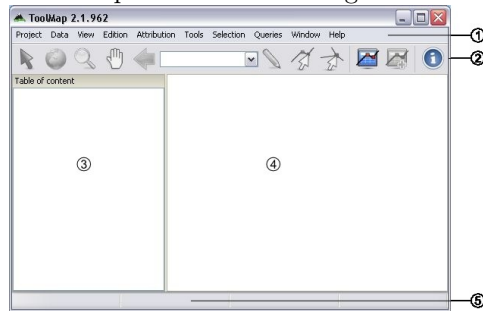 ToolMap 2.1.962
Project Data View Edition Attribution Tools Selection Queries Window Help
①
②
Table of content
③
④
⑤